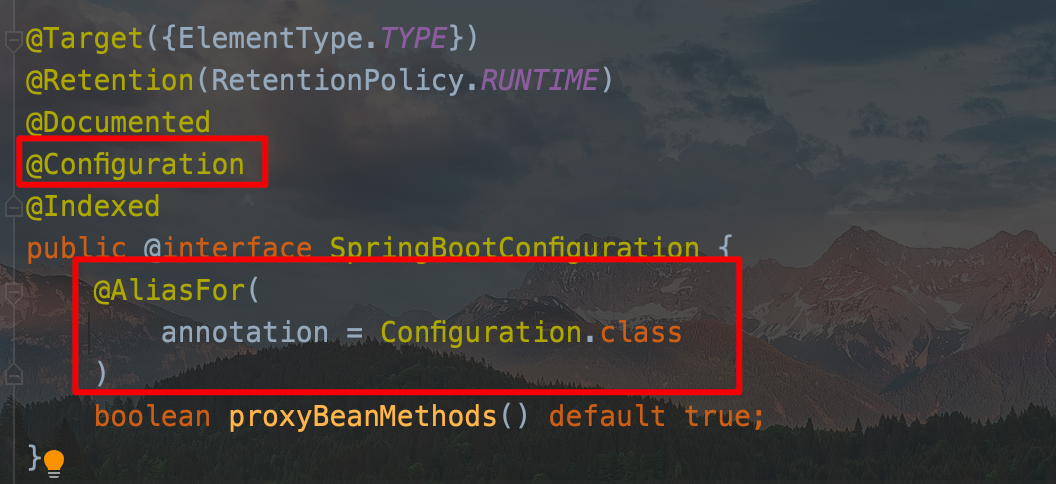 @Target({ElementType.TYPE})
@Retention(RetentionPolicy.RUNTIME)
@Documented
@Configuration
@Indexed
public @interface SpringBootConfiguration {
    @AliasFor(
        annotation = Configuration.class
    )
    boolean proxyBeanMethods() default true;
}